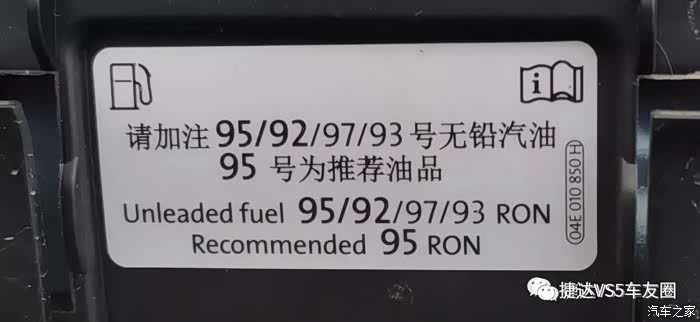 请加注 95/92/97/93 号无铅汽油
95 号为推荐油品
Unleaded fuel 95/92/97/93 RON
Recommended 95 RON
04E 010 850 H
捷达VS5车友圈
汽车之家